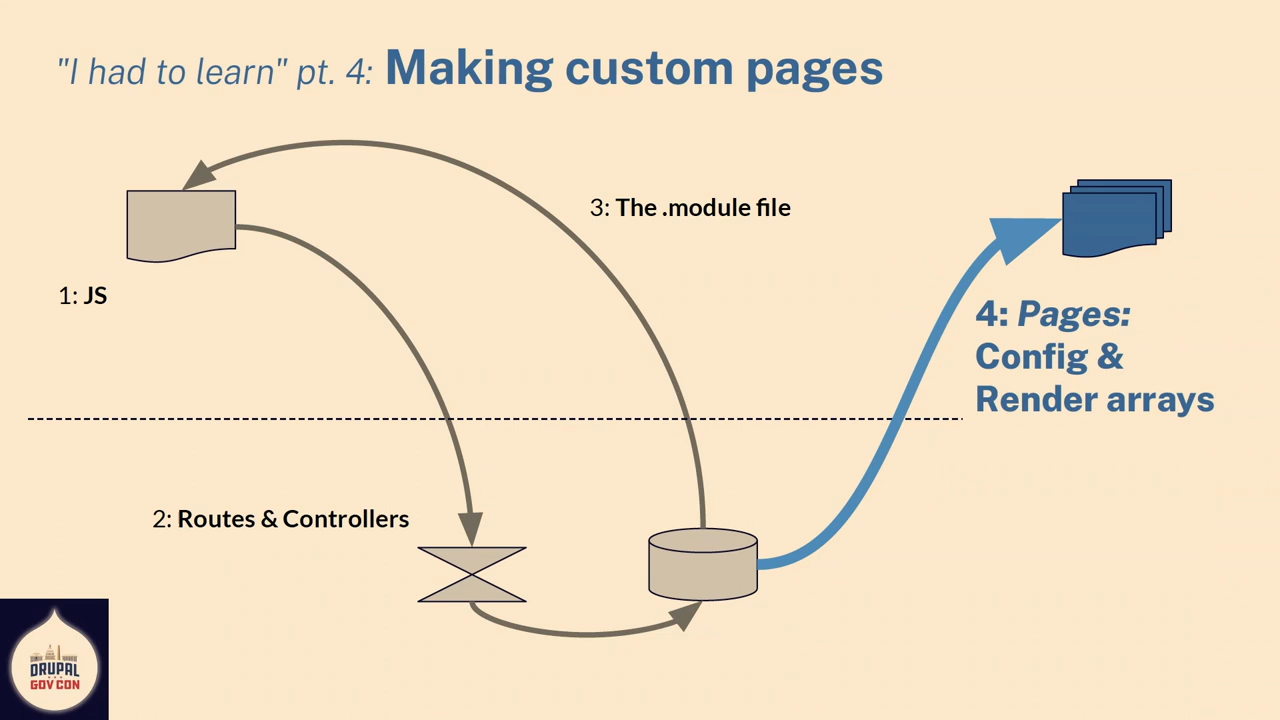 "I had to learn" pt. 4: Making custom pages
3: The .module file
1: JS
4: Pages:
Config &
Render arrays
2: Routes & Controllers
DRUPAL
GOV CON